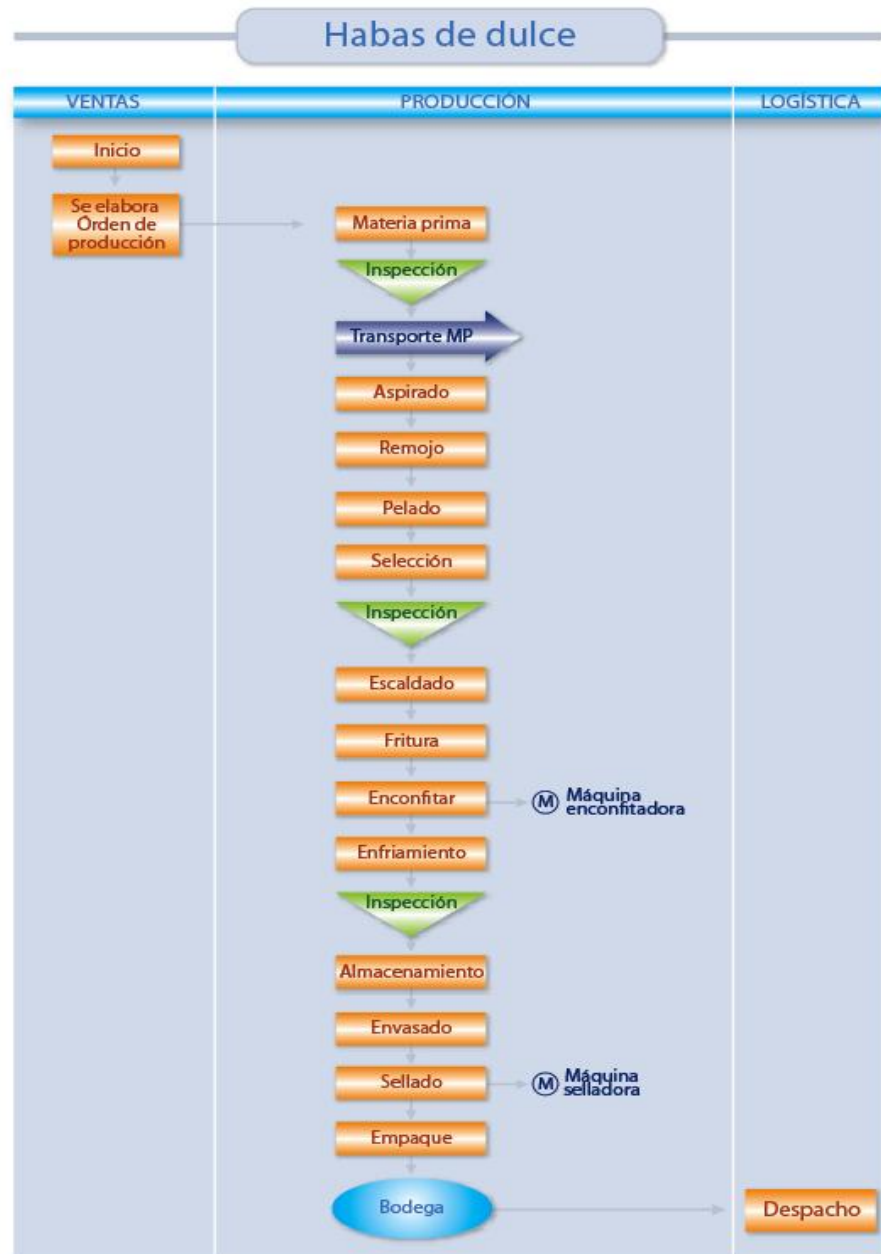 Habas de dulce
VENTAS
PRODUCCIÓN
LOGÍSTICA
Inicio
Se elabora
Órden de
producción
Materia prima
Inspección
Transporte MP
Aspirado
Remojo
Pelado
Selección
Inspección
Escaldado
Fritura
Enconfitar
M Máquina
enconfitadora
Enfriamiento
Inspección
Almacenamiento
Envasado
Sellado
M Máquina
selladora
Empaque
Bodega
Despacho